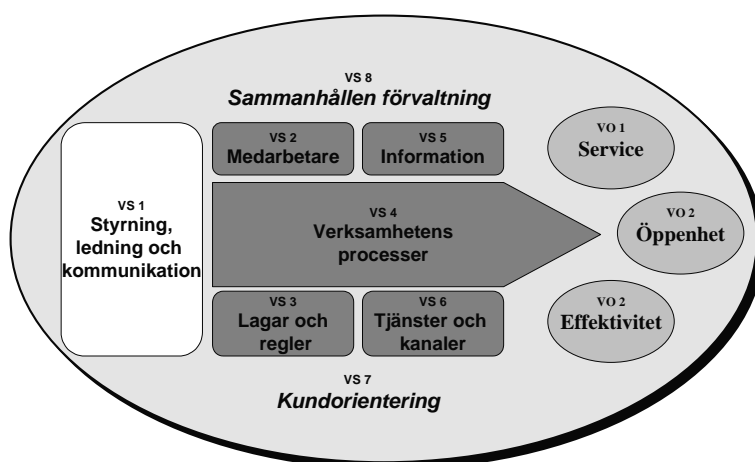 VS 8
Sammanhållen förvaltning
VS 1
Styrning,
ledning och
kommunikation
VS 2
Medarbetare
VS 5
Information
VS 4
Verksamhetens
processer
VS 3
Lagar och
regler
VS 6
Tjänster och
kanaler
VO 1
Service
VO 2
Öppenhet
VO 2
Effektivitet
VS 7
Kundorientering